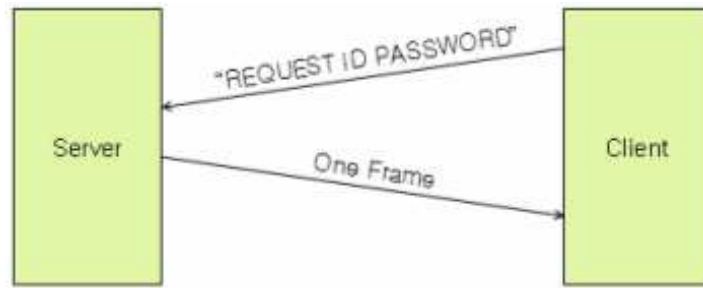 “REQUEST ID PASSWORD”
Server
Client
One Frame